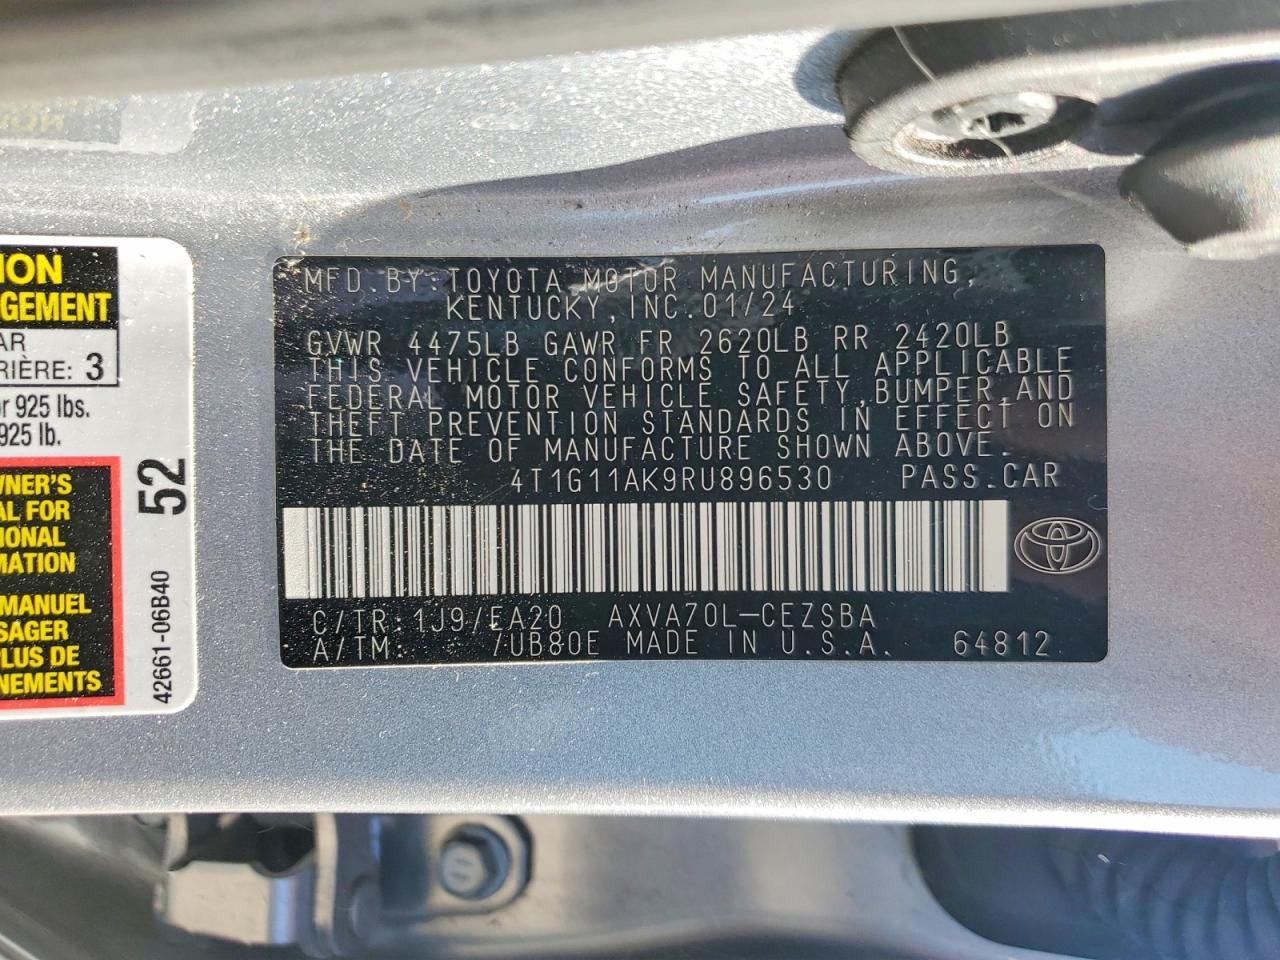 ION
GEMENT
AR
RIÈRE: 3
or 925 lbs.
925 lb.
WNER'S
AL FOR
IONAL
MATION
MANUEL
SAGER
LUS DE
NEMENTS
52
42661-06B40
MFD.BY:TOYOTA MOTOR MANUFACTURING,
KENTUCKY,INC.01/24
GVWR 4475LB GAWR FR 2620LB RR 2420LB
THIS VEHICLE CONFORMS TO ALL APPLICABLE
FEDERAL MOTOR VEHICLE SAFETY,BUMPER,AND
THEFT PREVENTION STANDARDS IN EFFECT ON
THE DATE OF MANUFACTURE SHOWN ABOVE.
4T1G11AK9RU896530 PASS.CAR
C/TR:1J9/EA20 AXVA70L-CEZSBA
A/TM: /UB80E MADE IN U.S.A. 64812